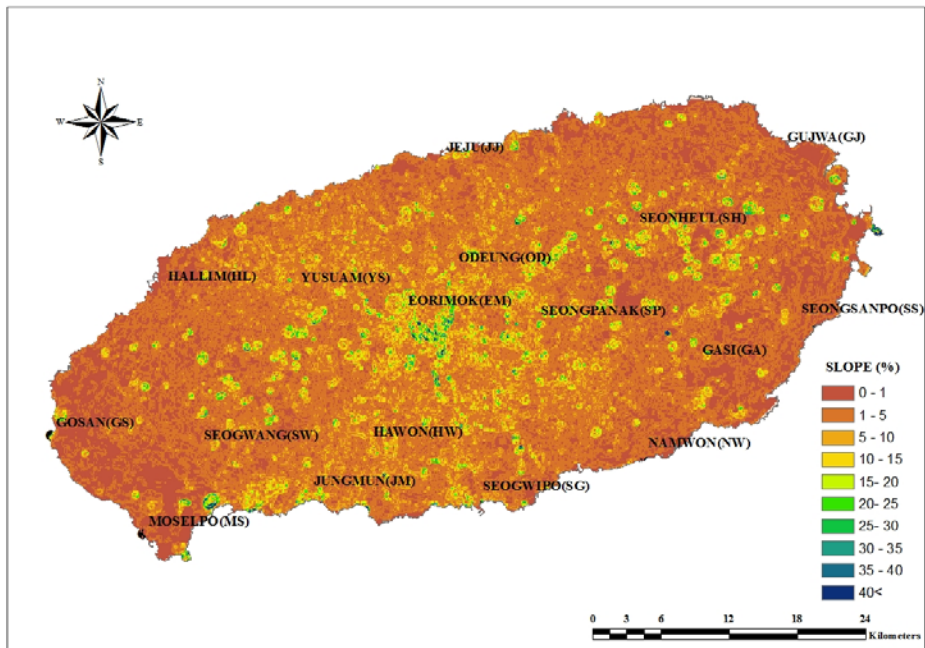 N
W E
S
JEJU(JJ)
GUJWA(GJ)
SEONHEUL(SH)
ODEUNG(OD)
HALLIM(HL)
YUSUAM(YS)
EORIMOK(EM)
SEONGPANAK(SP)
SEONGSANPO(SS)
GASI(GA)
GOSAN(GS)
SEOGWANG(SW)
HAWON(HW)
NAMWON(NW)
JUNGMUN(JM)
SEOGWIPO(SG)
MOSELPO(MS)
SLOPE (%)
0 - 1
1 - 5
5 - 10
10 - 15
15- 20
20- 25
25- 30
30 - 35
35 - 40
40<
0 3 6 12 18 24
Kilometers